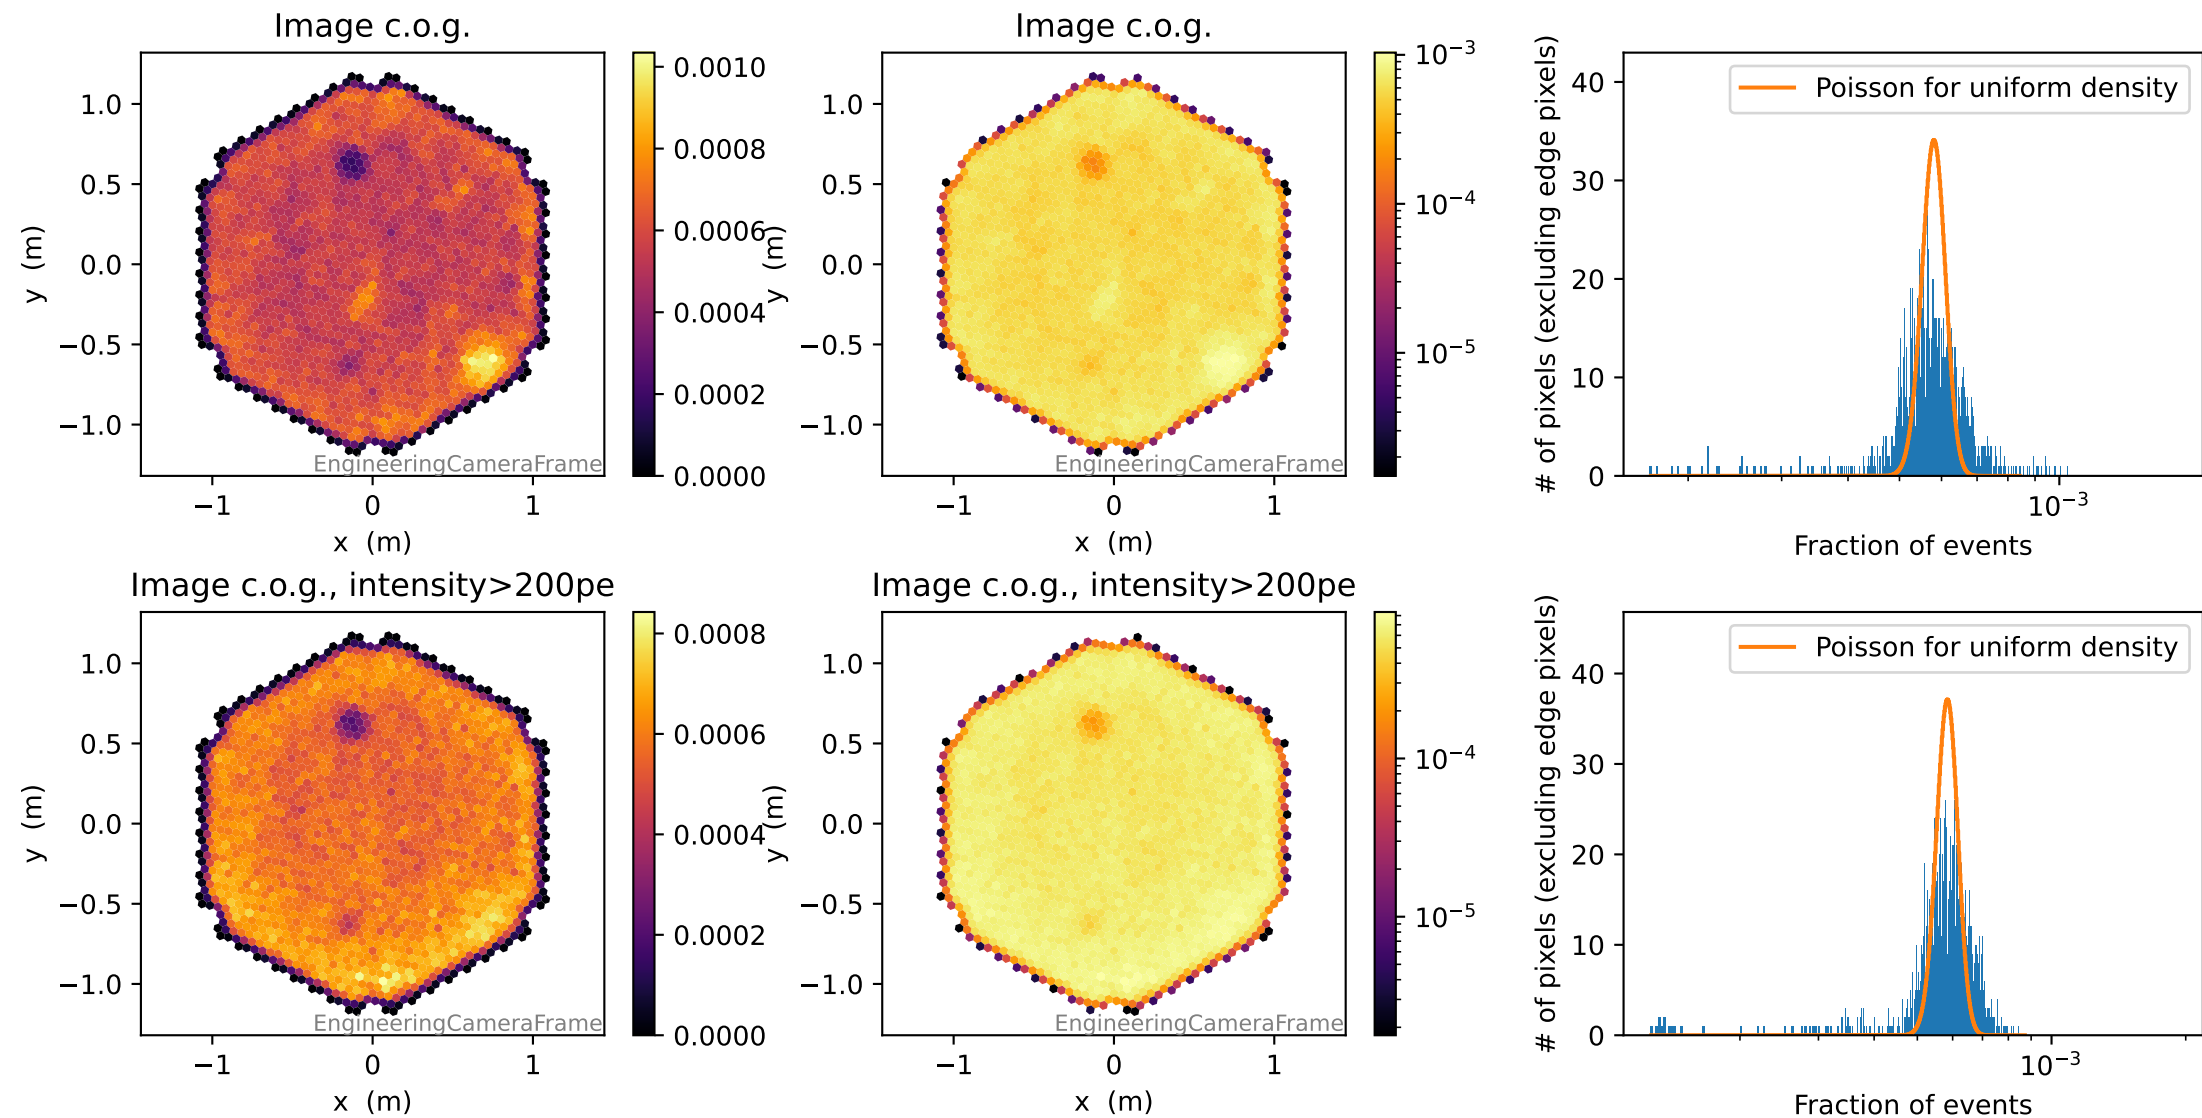 Image c.o.g.
1.0
0.5
0.0
−0.5
−1.0
y (m)
−1
0
1
x (m)
EngineeringCameraFrame
0.0010
0.0008
0.0006
0.0004
0.0002
0.0000
Image c.o.g.
1.0
0.5
0.0
−0.5
−1.0
y (m)
−1
0
1
x (m)
EngineeringCameraFrame
10⁻³
10⁻⁴
10⁻⁵
Poisson for uniform density
# of pixels (excluding edge pixels)
40
30
20
10
0
10⁻³
Fraction of events
Image c.o.g., intensity>200pe
1.0
0.5
0.0
−0.5
−1.0
y (m)
−1
0
1
x (m)
EngineeringCameraFrame
0.0008
0.0006
0.0004
0.0002
0.0000
Image c.o.g., intensity>200pe
1.0
0.5
0.0
−0.5
−1.0
y (m)
−1
0
1
x (m)
EngineeringCameraFrame
10⁻⁴
10⁻⁵
Poisson for uniform density
# of pixels (excluding edge pixels)
40
30
20
10
0
10⁻³
Fraction of events